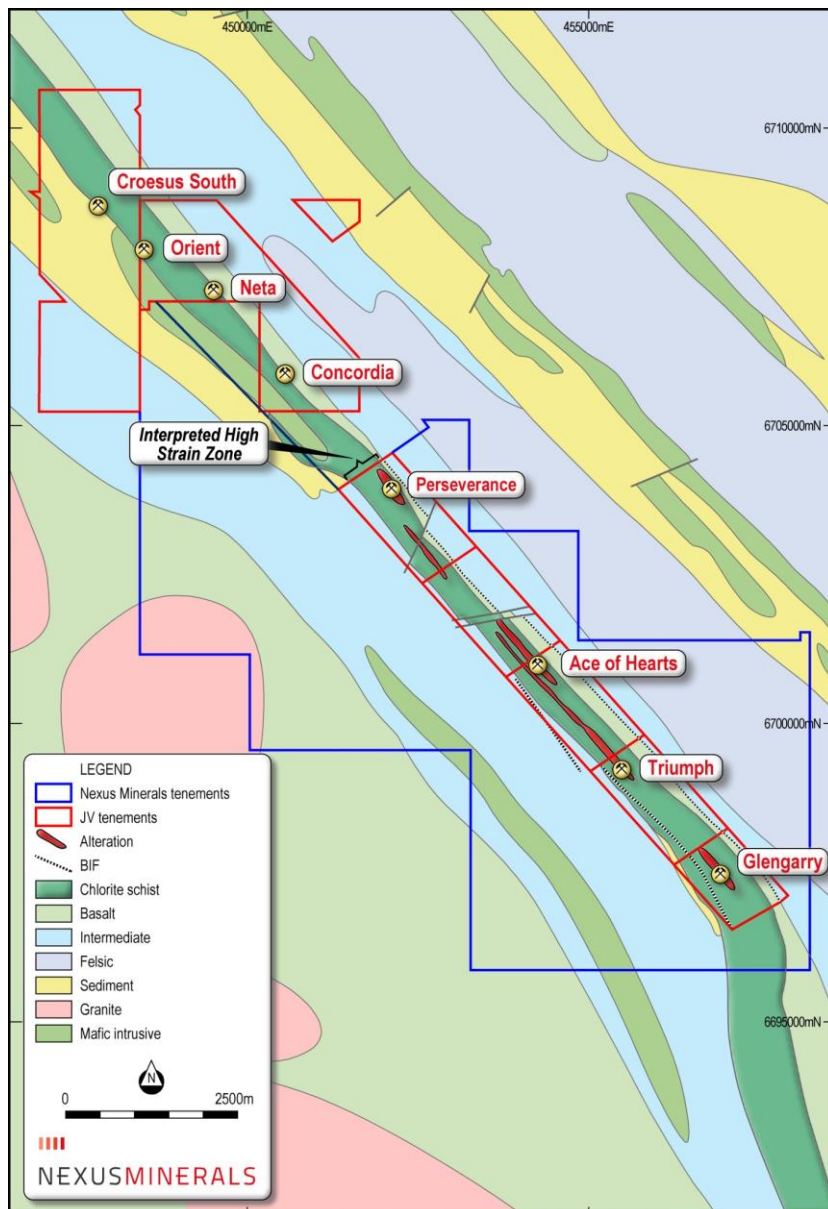 450000mE
455000mE
6710000mN
Croesus South
Orient
Neta
Concordia
6705000mN
Interpreted High
Strain Zone
Perseverance
Ace of Hearts
6700000mN
Triumph
Glengarry
6695000mN
LEGEND
Nexus Minerals tenements
JV tenements
Alteration
BIF
Chlorite schist
Basalt
Intermediate
Felsic
Sediment
Granite
Mafic intrusive
N
0 2500m
NEXUSMINERALS